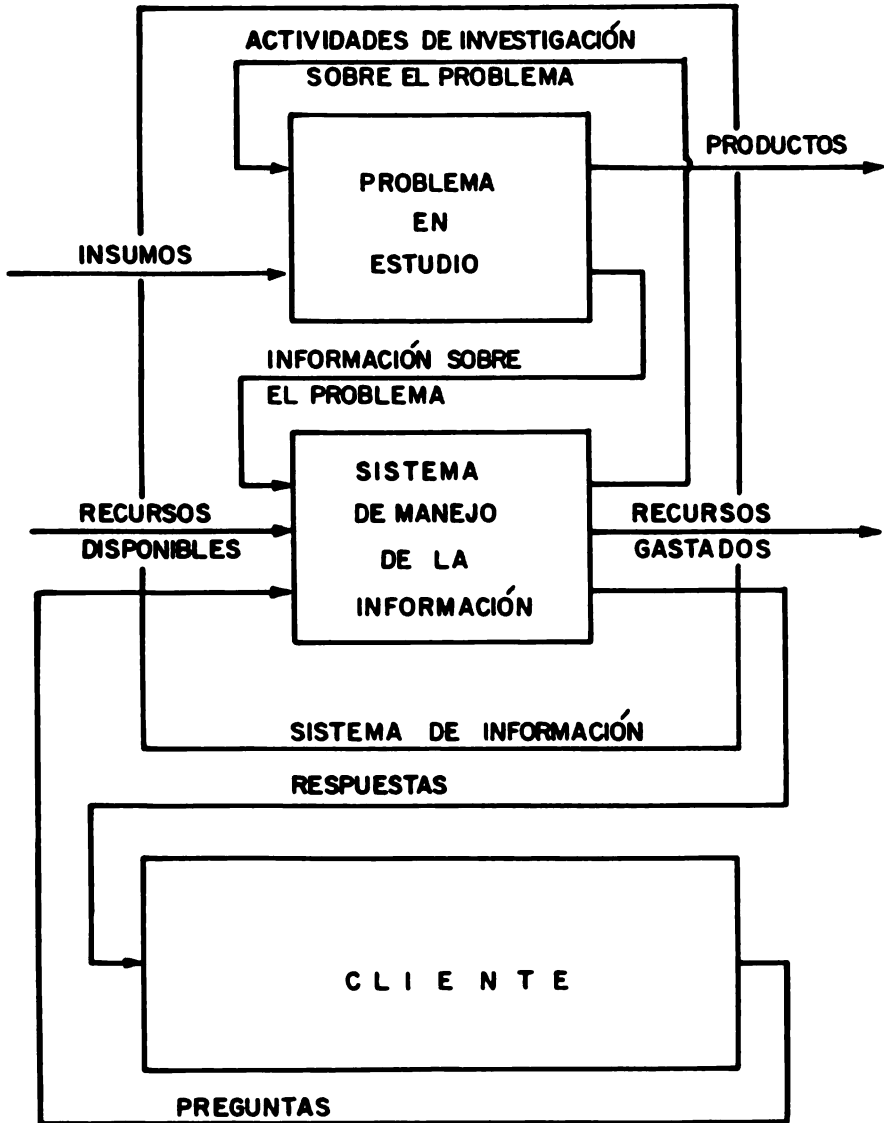 ACTIVIDADES DE INVESTIGACIÓN
SOBRE EL PROBLEMA
PRODUCTOS
PROBLEMA
EN
ESTUDIO
INSUMOS
INFORMACIÓN SOBRE
EL PROBLEMA
SISTEMA
DE MANEJO
DE LA
INFORMACIÓN
RECURSOS
DISPONIBLES
RECURSOS
GASTADOS
SISTEMA DE INFORMACIÓN
RESPUESTAS
CLIENTE
PREGUNTAS